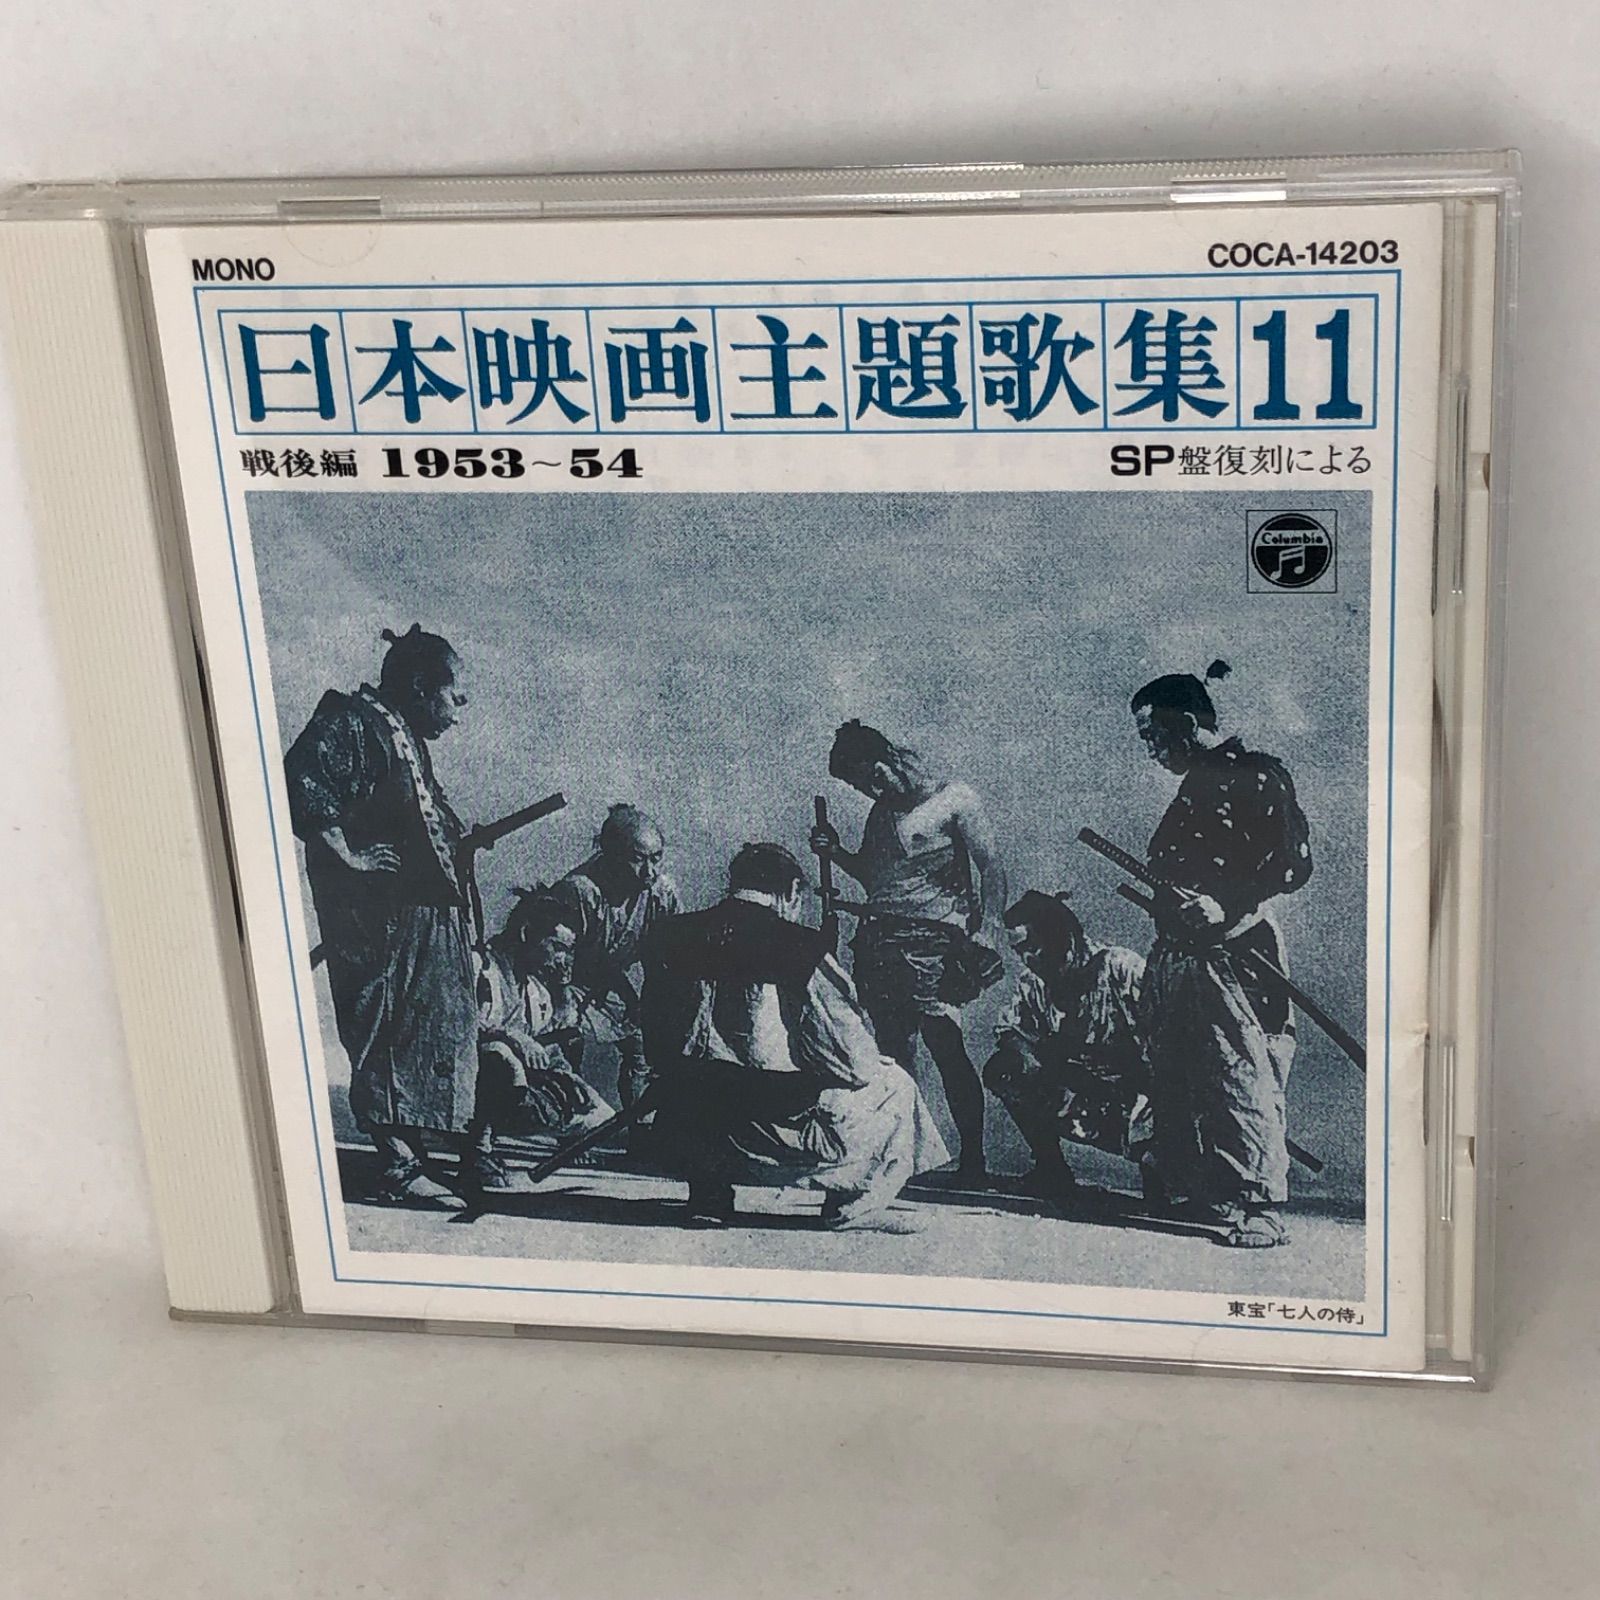 MONO
COCA-14203
日本映画主題歌集11
戦後編 1953～54
SP盤復刻による
Columbia
東宝「七人の侍」